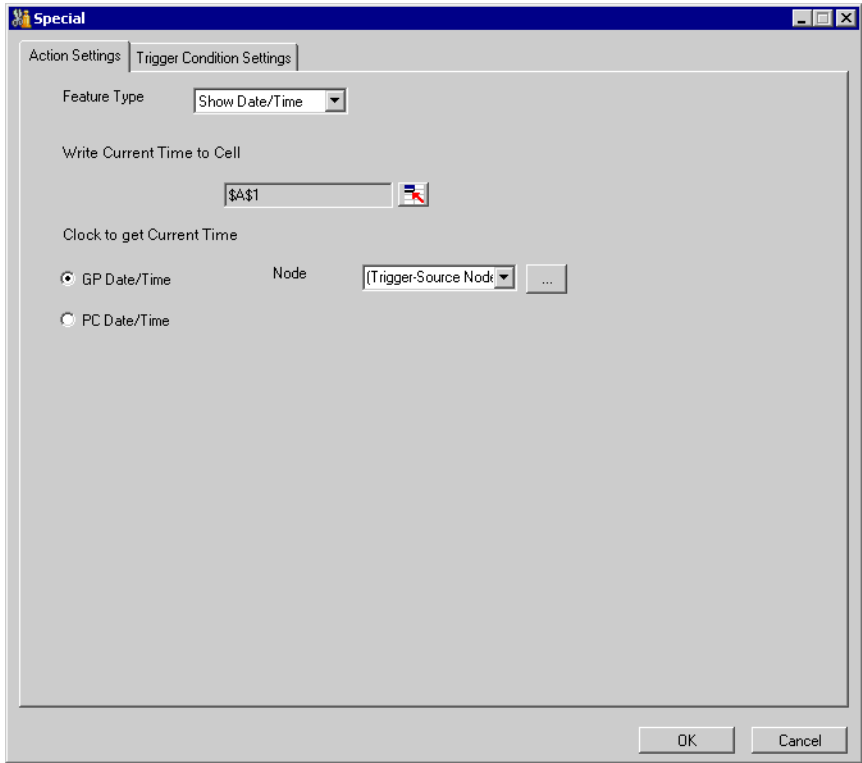 Special
Action Settings Trigger Condition Settings
Feature Type Show Date/Time
Write Current Time to Cell
$A$1
Clock to get Current Time
GP Date/Time Node (Trigger-Source Node ...
PC Date/Time
OK Cancel